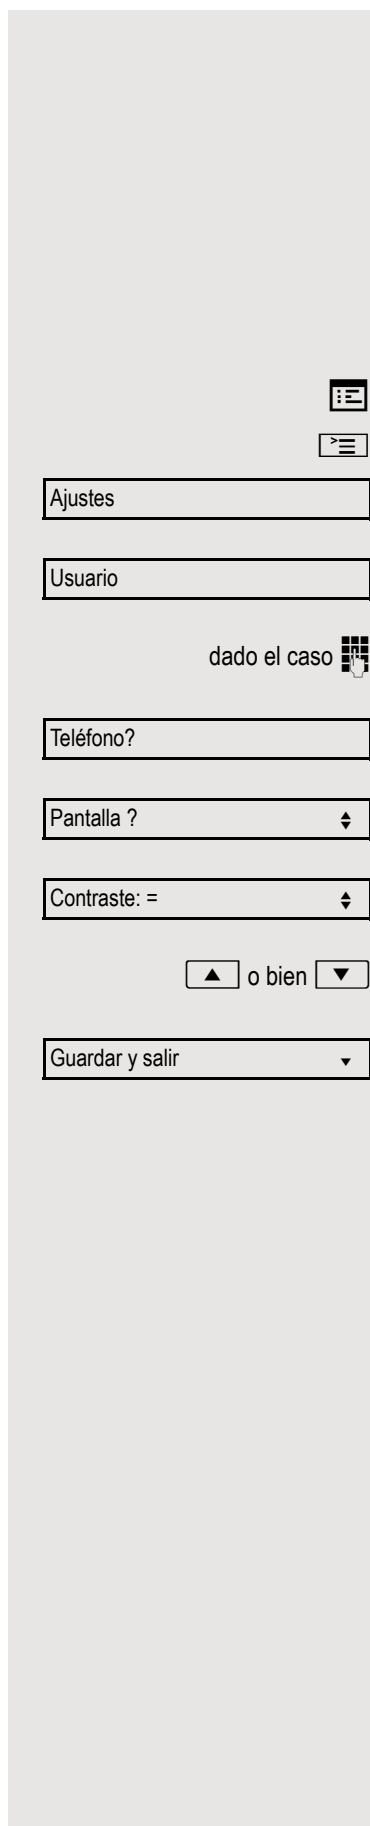 Ajustes
Usuario
dado el caso
Teléfono?
Pantalla ?
Contraste: =
o bien
Guardar y salir